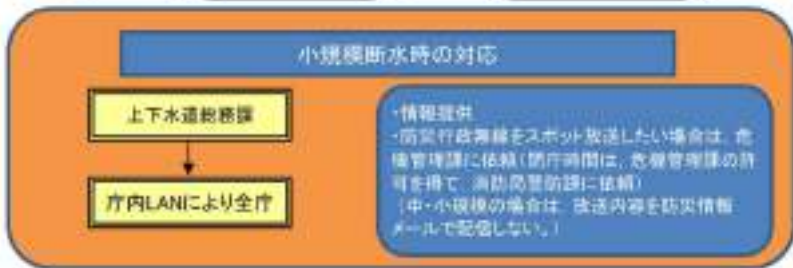 小規模断水時の対応
上下水道総務課
庁内LANにより全庁
・情報提供
・防災行政無線をスポット放送したい場合は、危
機管理課に依頼(閉庁時間は、危機管理課の許
可を得て 消防局警防課に依頼)
(中・小規模の場合は 放送内容を防災情報
メールで配信しない。)